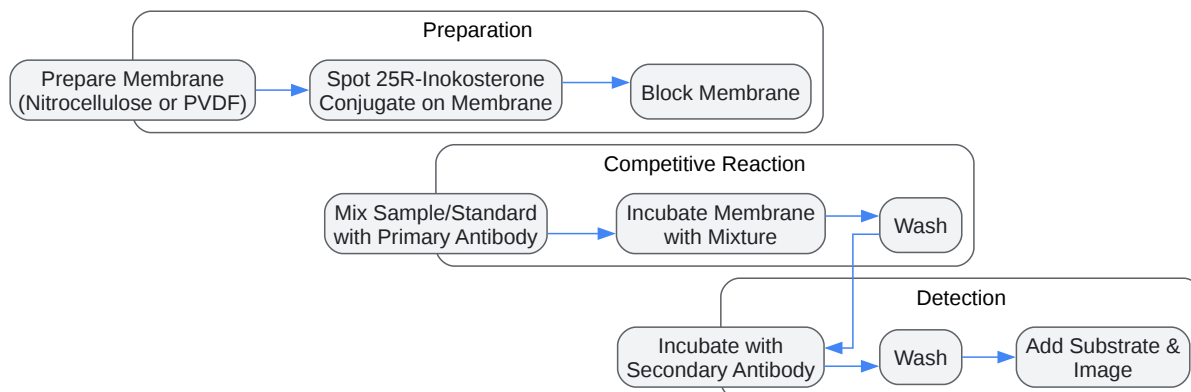 Preparation
Prepare Membrane
(Nitrocellulose or PVDF)
Spot 25R-Inokosterone
Conjugate on Membrane
Block Membrane
Competitive Reaction
Mix Sample/Standard
with Primary Antibody
Incubate Membrane
with Mixture
Wash
Detection
Incubate with
Secondary Antibody
Wash
Add Substrate &
Image